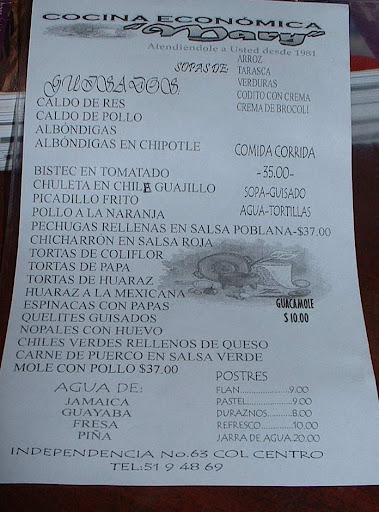 COCINA ECONÓMICA
"Mary"
Atendiéndole a Usted desde 1981
SOPAS DE:
ARROZ
TARASCA
VERDURAS
CODITO CON CREMA
CREMA DE BROCOLI
GUISADOS
CALDO DE RES
CALDO DE POLLO
ALBÓNDIGAS
ALBÓNDIGAS EN CHIPOTLE
COMIDA CORRIDA
-35.00-
SOPA-GUISADO
AGUA-TORTILLAS
BISTEC EN TOMATADO
CHULETA EN CHILE GUAJILLO
PICADILLO FRITO
POLLO A LA NARANJA
PECHUGAS RELLENAS EN SALSA POBLANA-$37.00
CHICHARRÓN EN SALSA ROJA
TORTAS DE COLIFLOR
TORTAS DE PAPA
TORTAS DE HUARAZ
HUARAZ A LA MEXICANA
ESPINACAS CON PAPAS
QUELITES GUISADOS
NOPALES CON HUEVO
CHILES VERDES RELLENOS DE QUESO
CARNE DE PUERCO EN SALSA VERDE
MOLE CON POLLO $37.00
GUACAMOLE
$10.00
AGUA DE:
JAMAICA
GUAYABA
FRESA
PIÑA
POSTRES
FLAN....................9.00
PASTEL..................9.00
DURAZNOS.........8.00
REFRESCO...........10.00
JARRA DE AGUA.20.00
INDEPENDENCIA No.63 COL CENTRO
TEL:51 9 48 69